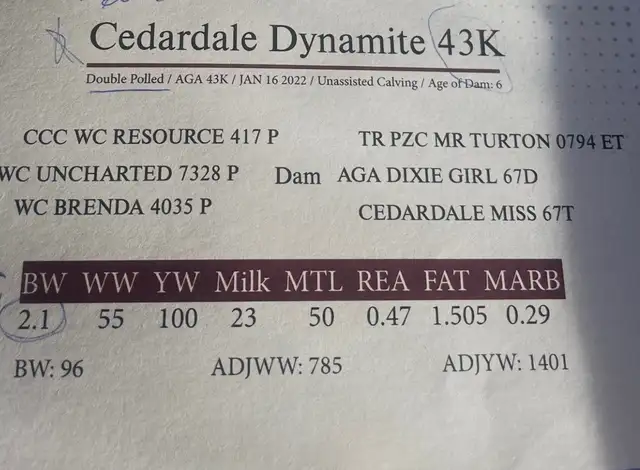 Cedardale Dynamite 43K
Double Polled / AGA 43K / JAN 16 2022 / Unassisted Calving / Age of Dam: 6
CCC WC RESOURCE 417 P
TR PZC MR TURTON 0794 ET
WC UNCHARTED 7328 P
Dam AGA DIXIE GIRL 67D
WC BRENDA 4035 P
CEDARDALE MISS 67T
BW WW YW Milk MTL REA FAT MARB
2.1 55 100 23 50 0.47 1.505 0.29
BW: 96 ADJWW: 785 ADJYW: 1401